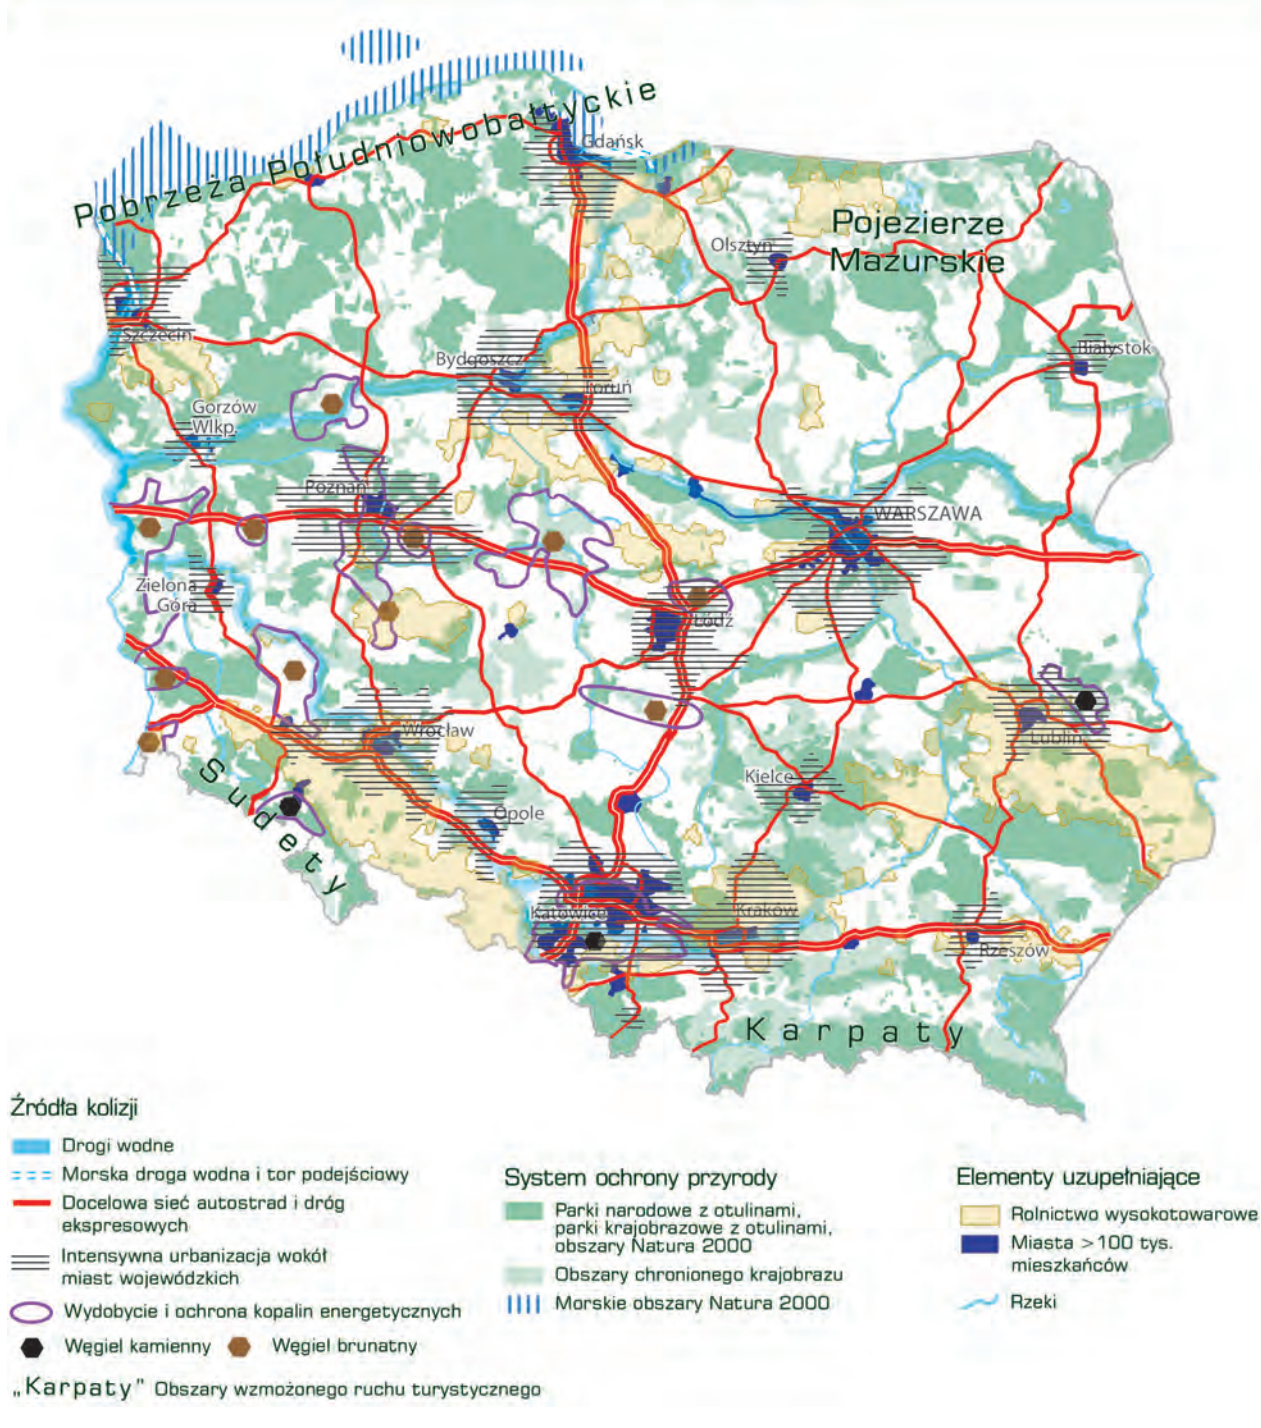 Pobrzeża Południowobałtyckie
Gdańsk
Pojezierze
Mazurskie
Olsztyn
Szczecin
Białystok
Bydgoszcz
Toruń
Gorzów
Wlkp.
Poznań
WARSZAWA
Zielona
Góra
Łódź
Wrocław
Lublin
Sudety
Kielce
Opole
Katowice
Kraków
Rzeszów
Karpaty
Źródła kolizji
Drogi wodne
Morska droga wodna i tor podejściowy
Docelowa sieć autostrad i dróg
ekspresowych
Intensywna urbanizacja wokół
miast wojewódzkich
Wydobycie i ochrona kopalin energetycznych
Węgiel kamienny
Węgiel brunatny
„Karpaty” Obszary wzmożonego ruchu turystycznego
System ochrony przyrody
Parki narodowe z otulinami,
parki krajobrazowe z otulinami,
obszary Natura 2000
Obszary chronionego krajobrazu
Morskie obszary Natura 2000
Elementy uzupełniające
Rolnictwo wysokotowarowe
Miasta >100 tys.
mieszkańców
Rzeki